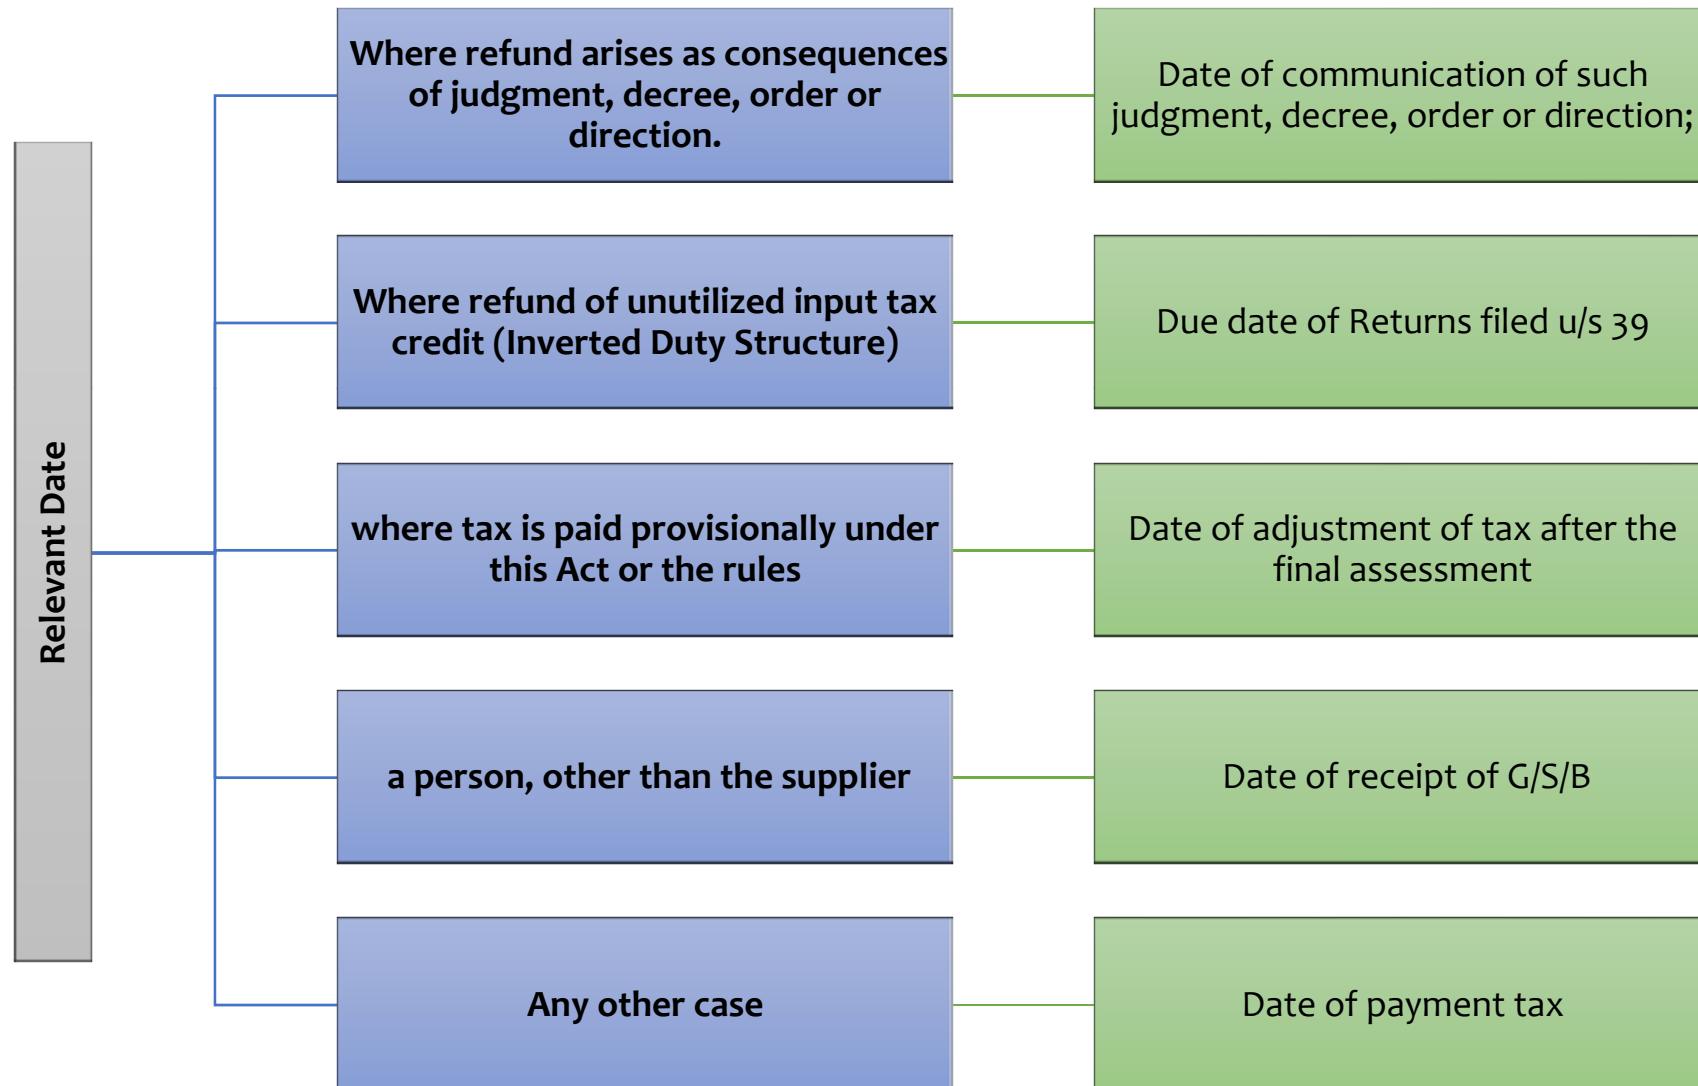 Relevant Date
Where refund arises as consequences
of judgment, decree, order or
direction.
Date of communication of such
judgment, decree, order or direction;
Where refund of unutilized input tax
credit (Inverted Duty Structure)
Due date of Returns filed u/s 39
where tax is paid provisionally under
this Act or the rules
Date of adjustment of tax after the
final assessment
a person, other than the supplier
Date of receipt of G/S/B
Any other case
Date of payment tax